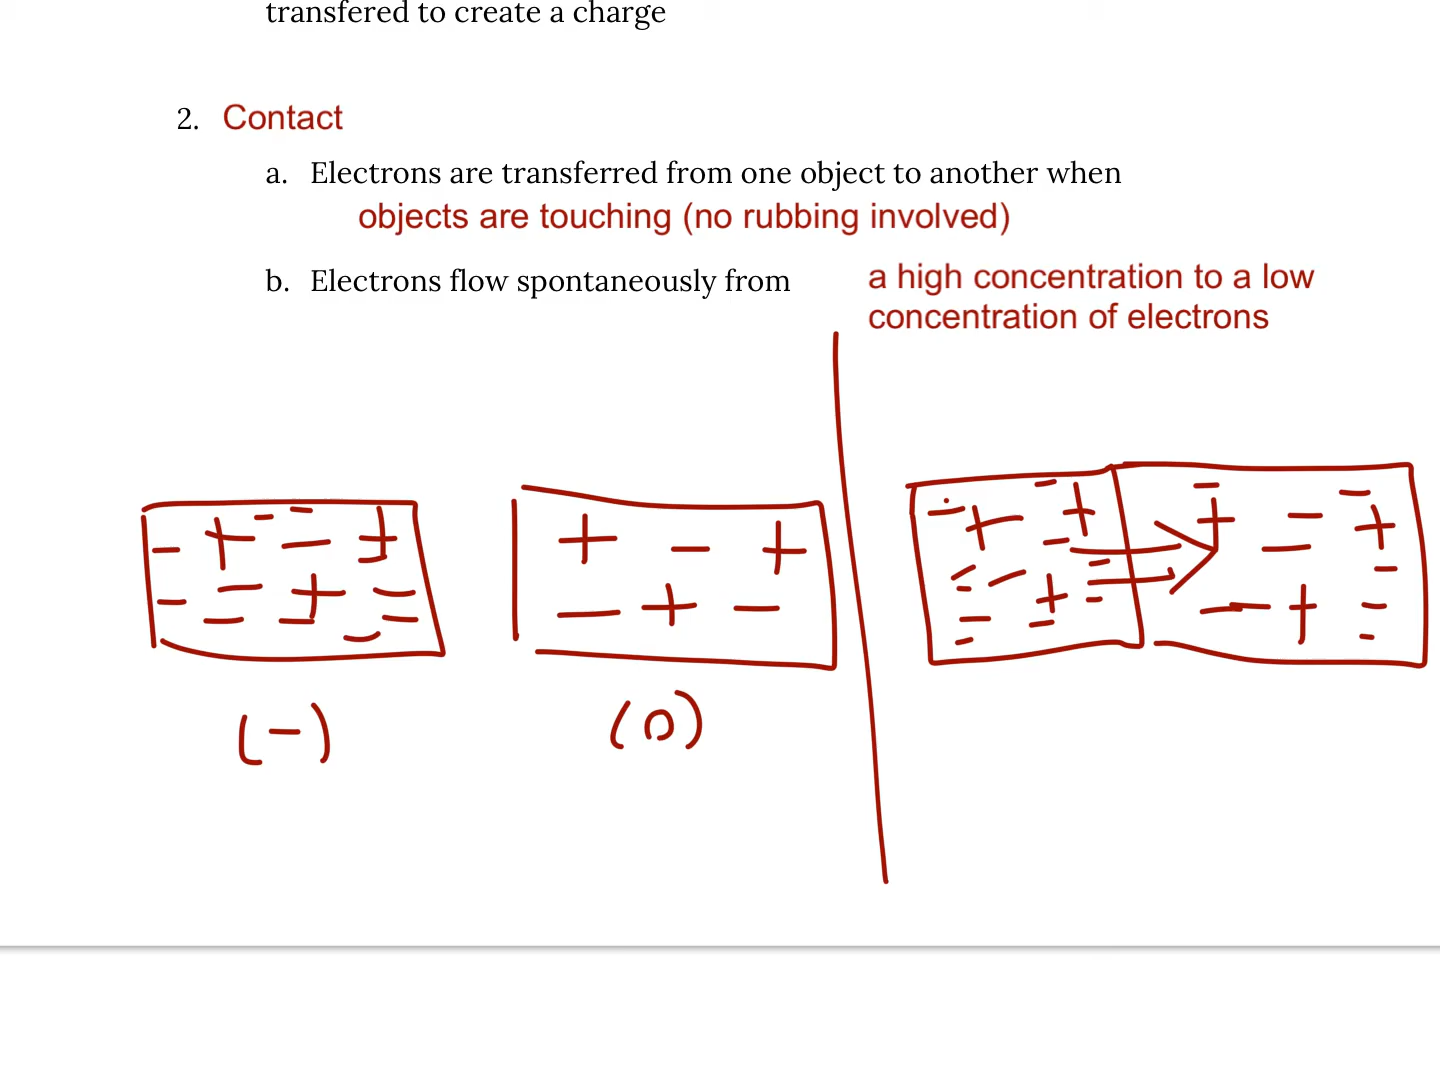 transfered to create a charge
2. Contact
a. Electrons are transferred from one object to another when
objects are touching (no rubbing involved)
b. Electrons flow spontaneously from a high concentration to a low
concentration of electrons
(-) (0)